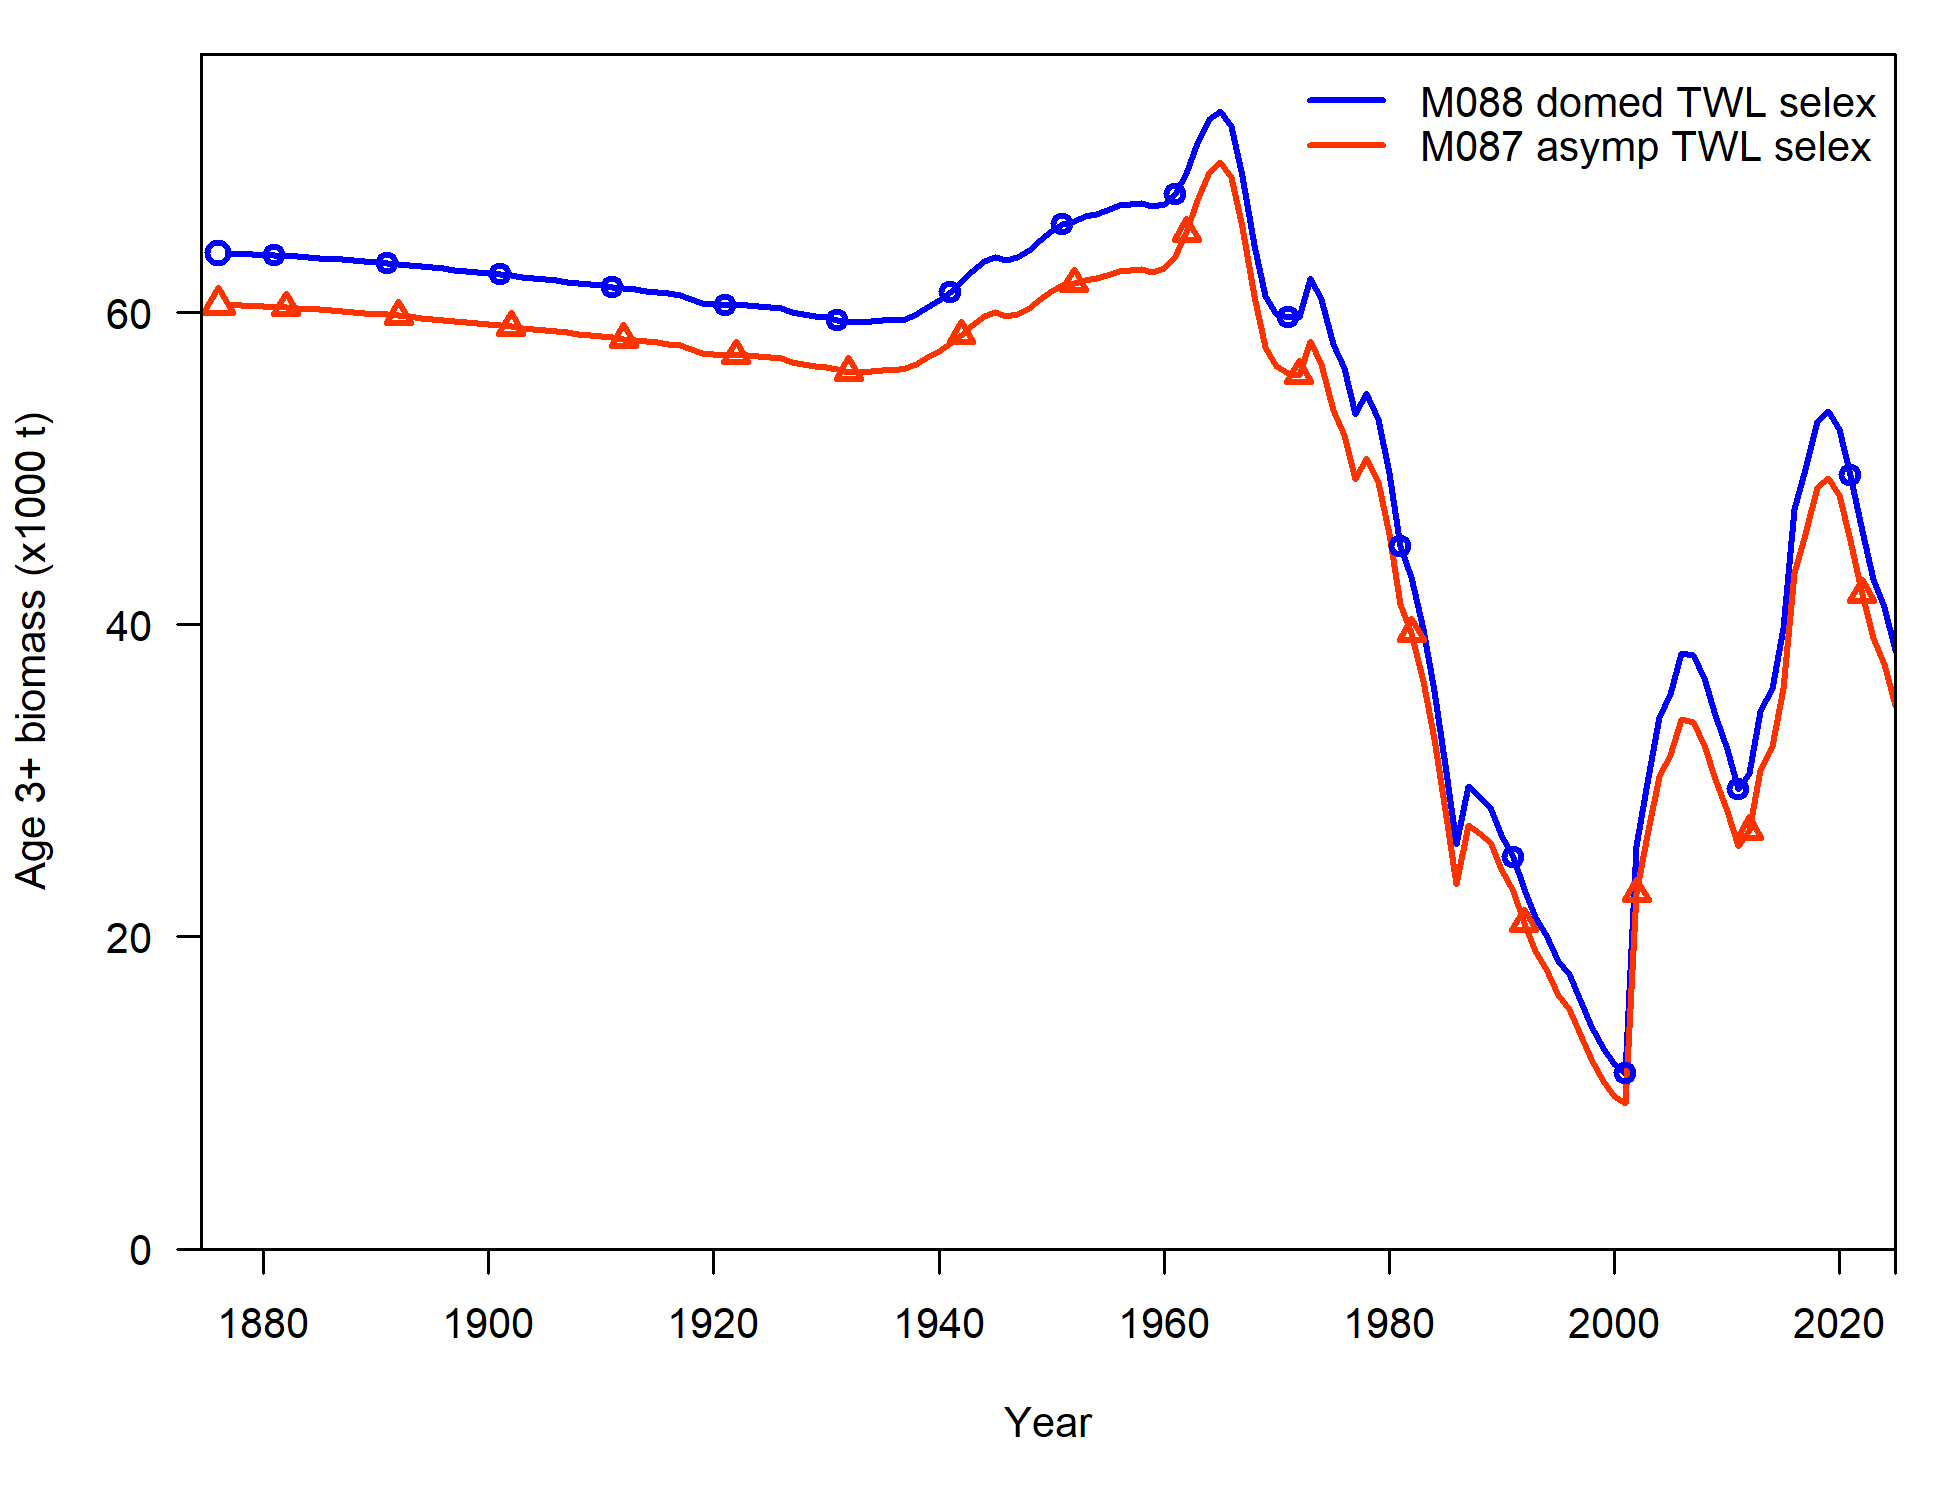 M088 domed TWL selex
M087 asymp TWL selex
Age 3+ biomass (x1000 t)
60
40
20
0
1880 1900 1920 1940 1960 1980 2000 2020
Year